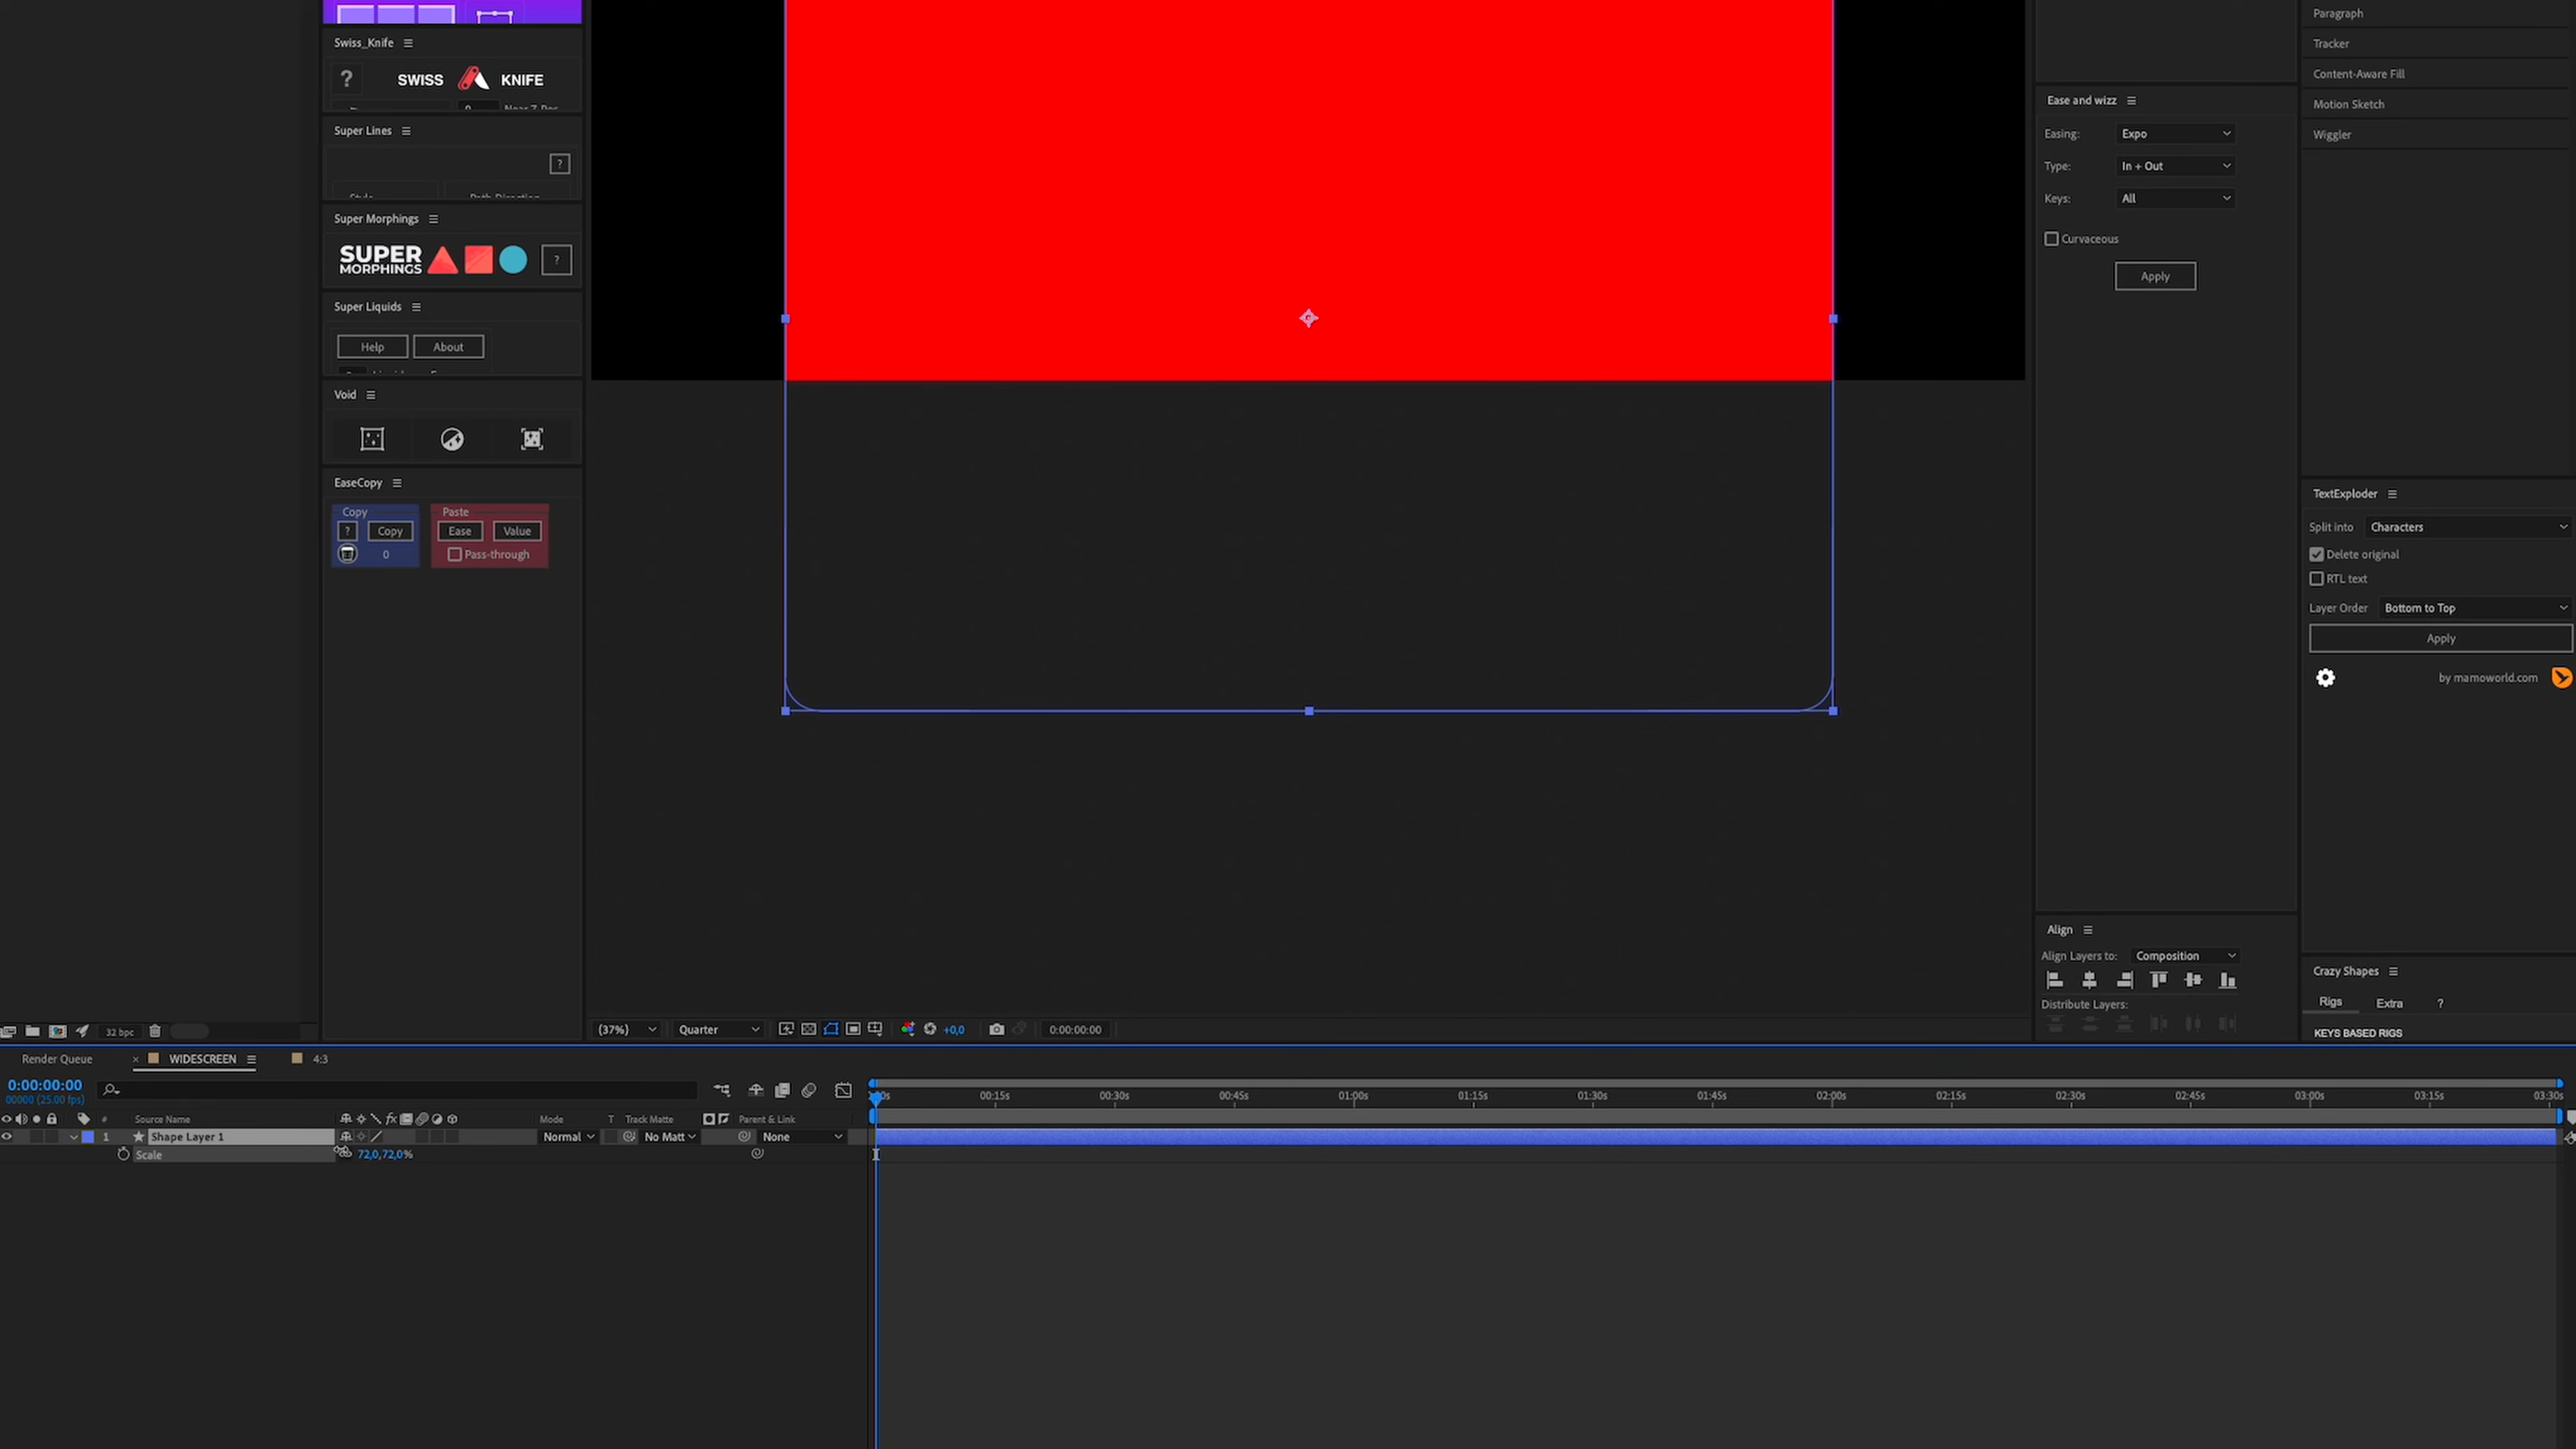 Swiss_Knife
?
SWISS KNIFE
Super Lines
?
Super Morphings
SUPER
MORPHINGS
?
Super Liquids
Help
About
Void
EaseCopy
Copy
?
Copy
0
Paste
Ease
Value
Pass-through
Paragraph
Tracker
Content-Aware Fill
Motion Sketch
Wiggler
Ease and wizz
Easing: Expo
Type: In + Out
Keys: All
Curvaceous
Apply
TextExploder
Split into Characters
Delete original
RTL text
Layer Order Bottom to Top
Apply
by mamoworld.com
Align
Align Layers to: Composition
Distribute Layers:
Crazy Shapes
Rigs Extra ?
KEYS BASED RIGS
32 bpc
(37%) Quarter +0,0 0:00:00:00
Render Queue × WIDESCREEN 4:3
0:00:00:00
00000 (25.00 fps)
00:15s 00:30s 00:45s 01:00s 01:15s 01:30s 01:45s 02:00s 02:15s 02:30s 02:45s 03:00s 03:15s 03:30s
# Source Name fx Mode T Track Matte Parent & Link
1 Shape Layer 1 Normal No Matt None
Scale 72,0,72,0%